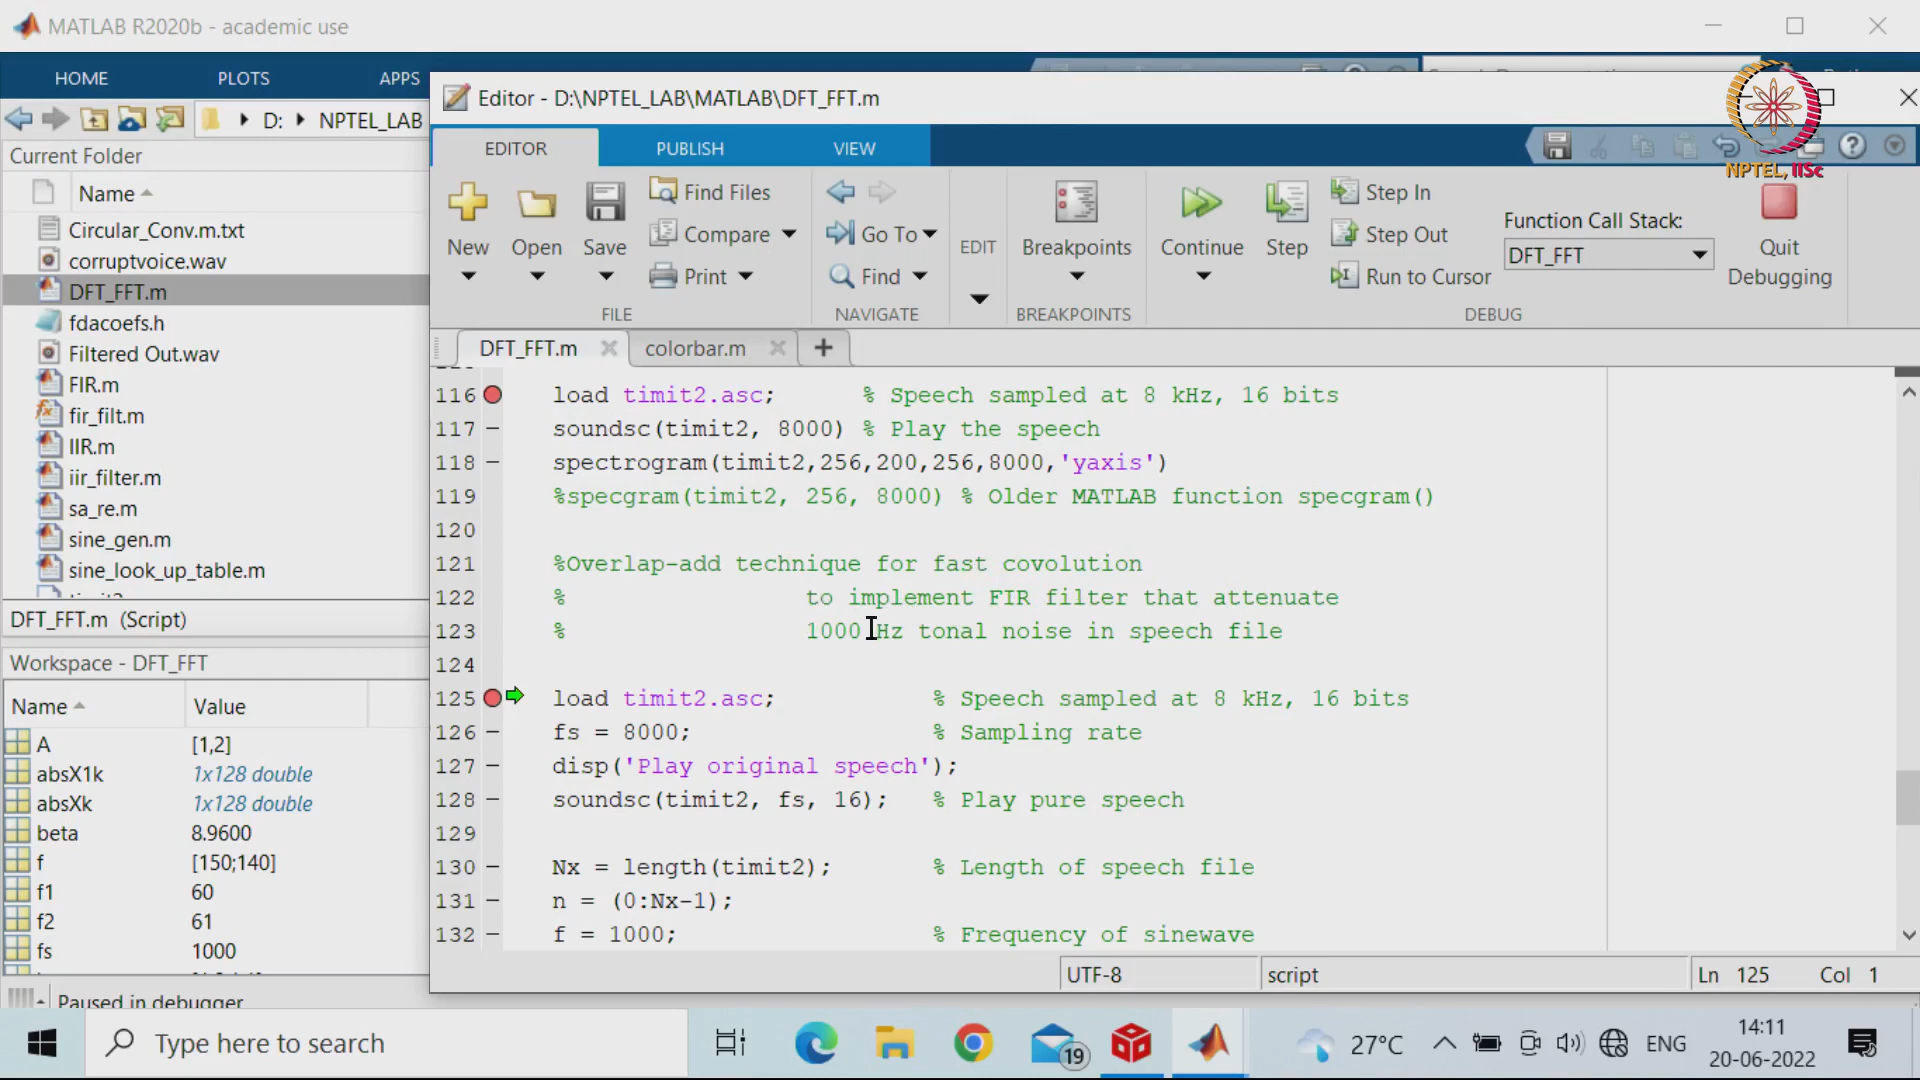 MATLAB R2020b - academic use
HOME PLOTS APPS
D: NPTEL_LAB
Current Folder
Name
Circular_Conv.m.txt
corruptvoice.wav
DFT_FFT.m
fdacoefs.h
Filtered Out.wav
FIR.m
fir_filt.m
IIR.m
iir_filter.m
sa_re.m
sine_gen.m
sine_look_up_table.m
DFT_FFT.m (Script)
Workspace - DFT_FFT
Name Value
A [1,2]
absX1k 1x128 double
absXk 1x128 double
beta 8.9600
f [150;140]
f1 60
f2 61
fs 1000
Paused in debugger
Editor - D:\NPTEL_LAB\MATLAB\DFT_FFT.m
NPTEL, IISc
EDITOR PUBLISH VIEW
New Open Save
Find Files
Compare
Print
FILE
Go To
Find
NAVIGATE
EDIT
Breakpoints
BREAKPOINTS
Continue Step
Step In
Step Out
Run to Cursor
Function Call Stack:
DFT_FFT
Quit Debugging
DEBUG
DFT_FFT.m colorbar.m
116 load timit2.asc; % Speech sampled at 8 kHz, 16 bits
117 soundsc(timit2, 8000) % Play the speech
118 spectrogram(timit2,256,200,256,8000,'yaxis')
119 %specgram(timit2, 256, 8000) % Older MATLAB function specgram()
120
121 %Overlap-add technique for fast covolution
122 % to implement FIR filter that attenuate
123 % 1000 Hz tonal noise in speech file
124
125 load timit2.asc; % Speech sampled at 8 kHz, 16 bits
126 fs = 8000; % Sampling rate
127 disp('Play original speech');
128 soundsc(timit2, fs, 16); % Play pure speech
129
130 Nx = length(timit2); % Length of speech file
131 n = (0:Nx-1);
132 f = 1000; % Frequency of sinewave
UTF-8 script Ln 125 Col 1
Type here to search
19
27°C ENG
14:11
20-06-2022